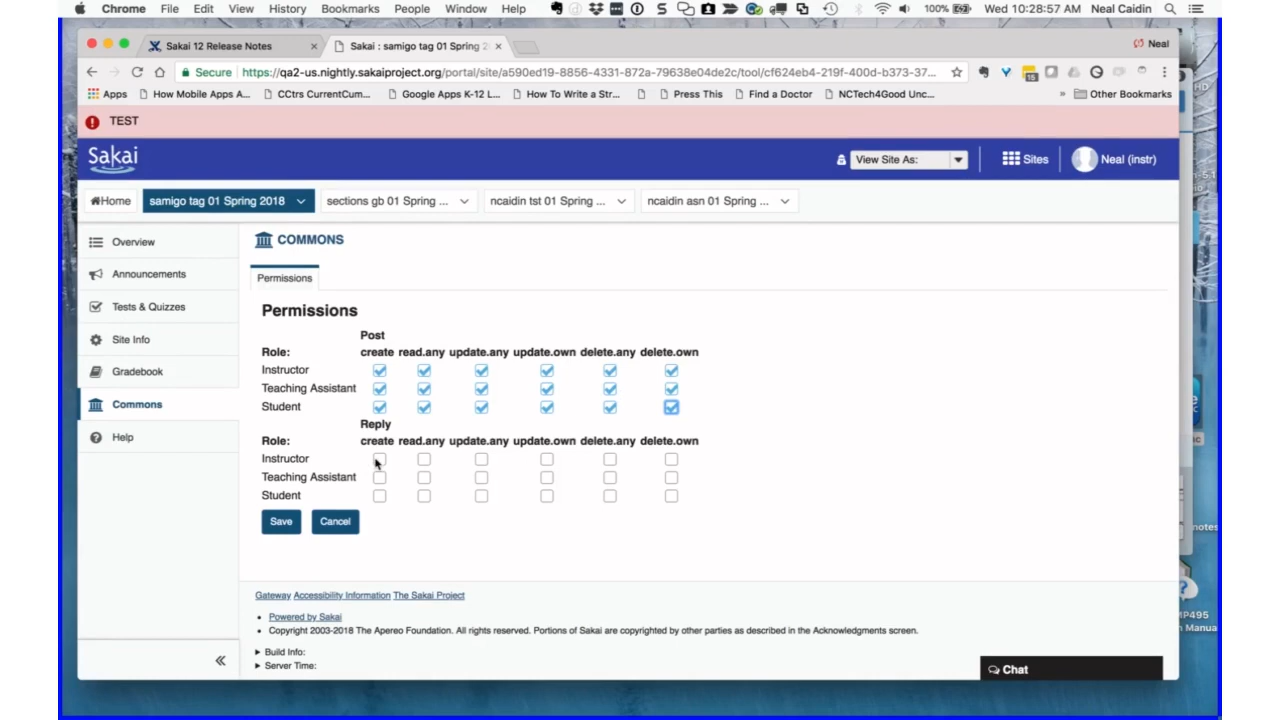 Chrome File Edit View History Bookmarks People Window Help 100% Wed 10:28:57 AM Neal Caidin
Sakai 12 Release Notes × Sakai : samigo tag 01 Spring 2 × Neal
Secure https://qa2-us.nightly.sakaiproject.org/portal/site/a590ed19-8856-4331-872a-79638e04de2c/tool/cf624eb4-219f-400d-b373-37...
Apps How Mobile Apps A... CCtrs CurrentCum... Google Apps K-12 L... How To Write a Str... Press This Find a Doctor NCTech4Good Unc... » Other Bookmarks
TEST
Sakai View Site As: Sites Neal (instr)
Home samigo tag 01 Spring 2018 sections gb 01 Spring ... ncaidin tst 01 Spring ... ncaidin asn 01 Spring ...
Overview
Announcements
Tests & Quizzes
Site Info
Gradebook
Commons
Help
«
COMMONS
Permissions
Permissions
Post
Role: create read.any update.any update.own delete.any delete.own
Instructor
Teaching Assistant
Student
Reply
Role: create read.any update.any update.own delete.any delete.own
Instructor
Teaching Assistant
Student
Save Cancel
Gateway Accessibility Information The Sakai Project
• Powered by Sakai
• Copyright 2003-2018 The Apereo Foundation. All rights reserved. Portions of Sakai are copyrighted by other parties as described in the Acknowledgments screen.
Build Info:
Server Time:
Chat
notes
MP495
Manua